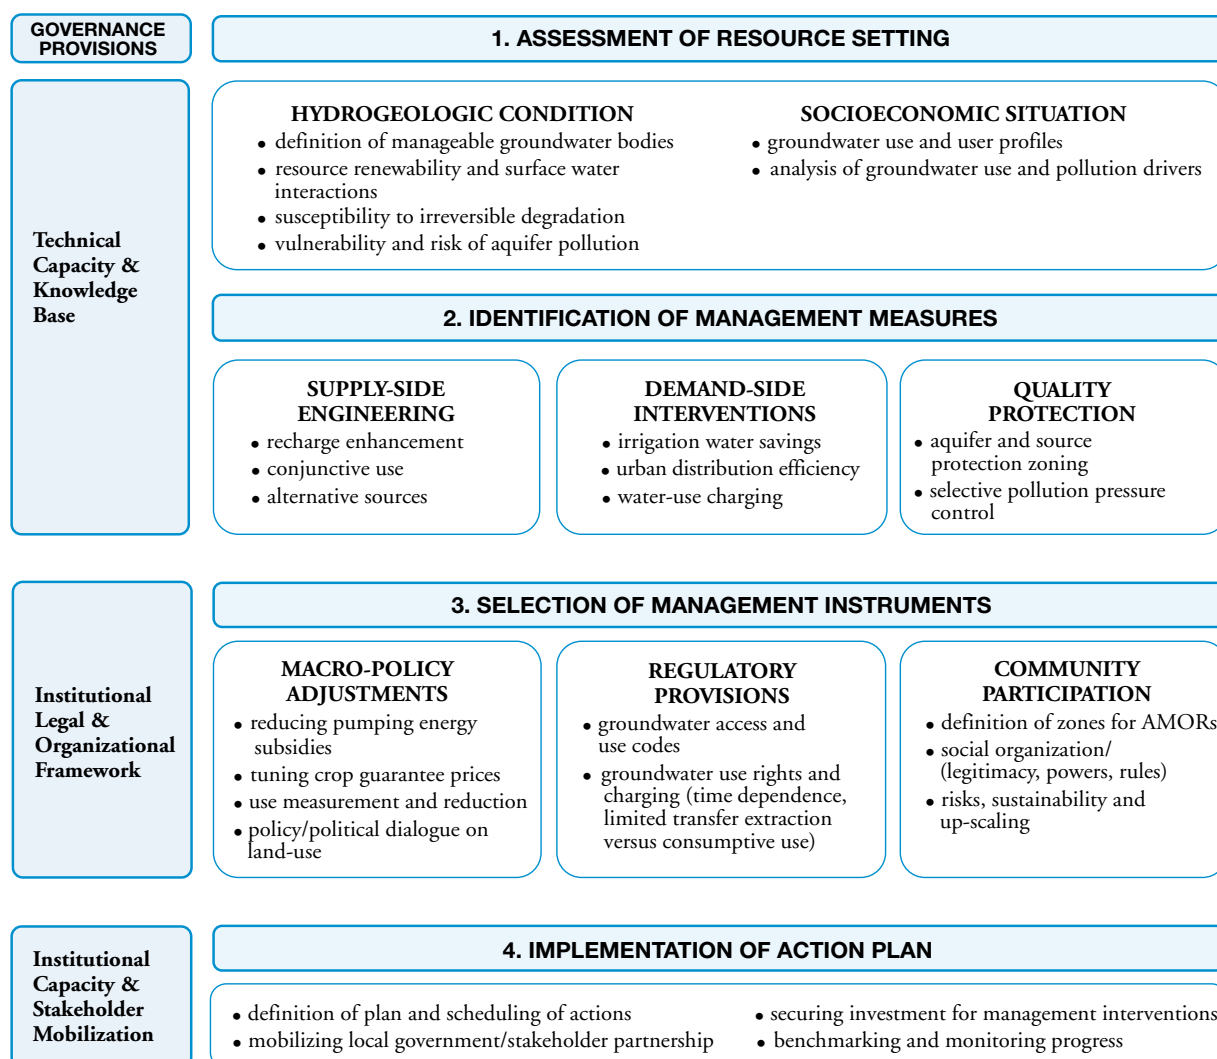 GOVERNANCE
PROVISIONS
1. ASSESSMENT OF RESOURCE SETTING
Technical
Capacity &
Knowledge
Base
HYDROGEOLOGIC CONDITION
• definition of manageable groundwater bodies
• resource renewability and surface water
interactions
• susceptibility to irreversible degradation
• vulnerability and risk of aquifer pollution
SOCIOECONOMIC SITUATION
• groundwater use and user profiles
• analysis of groundwater use and pollution drivers
2. IDENTIFICATION OF MANAGEMENT MEASURES
SUPPLY-SIDE
ENGINEERING
• recharge enhancement
• conjunctive use
• alternative sources
DEMAND-SIDE
INTERVENTIONS
• irrigation water savings
• urban distribution efficiency
• water-use charging
QUALITY
PROTECTION
• aquifer and source
protection zoning
• selective pollution pressure
control
Institutional
Legal &
Organizational
Framework
3. SELECTION OF MANAGEMENT INSTRUMENTS
MACRO-POLICY
ADJUSTMENTS
• reducing pumping energy
subsidies
• tuning crop guarantee prices
• use measurement and reduction
• policy/political dialogue on
land-use
REGULATORY
PROVISIONS
• groundwater access and
use codes
• groundwater use rights and
charging (time dependence,
limited transfer extraction
versus consumptive use)
COMMUNITY
PARTICIPATION
• definition of zones for AMORs
• social organization/
(legitimacy, powers, rules)
• risks, sustainability and
up-scaling
Institutional
Capacity &
Stakeholder
Mobilization
4. IMPLEMENTATION OF ACTION PLAN
• definition of plan and scheduling of actions
• mobilizing local government/stakeholder partnership
• securing investment for management interventions
• benchmarking and monitoring progress